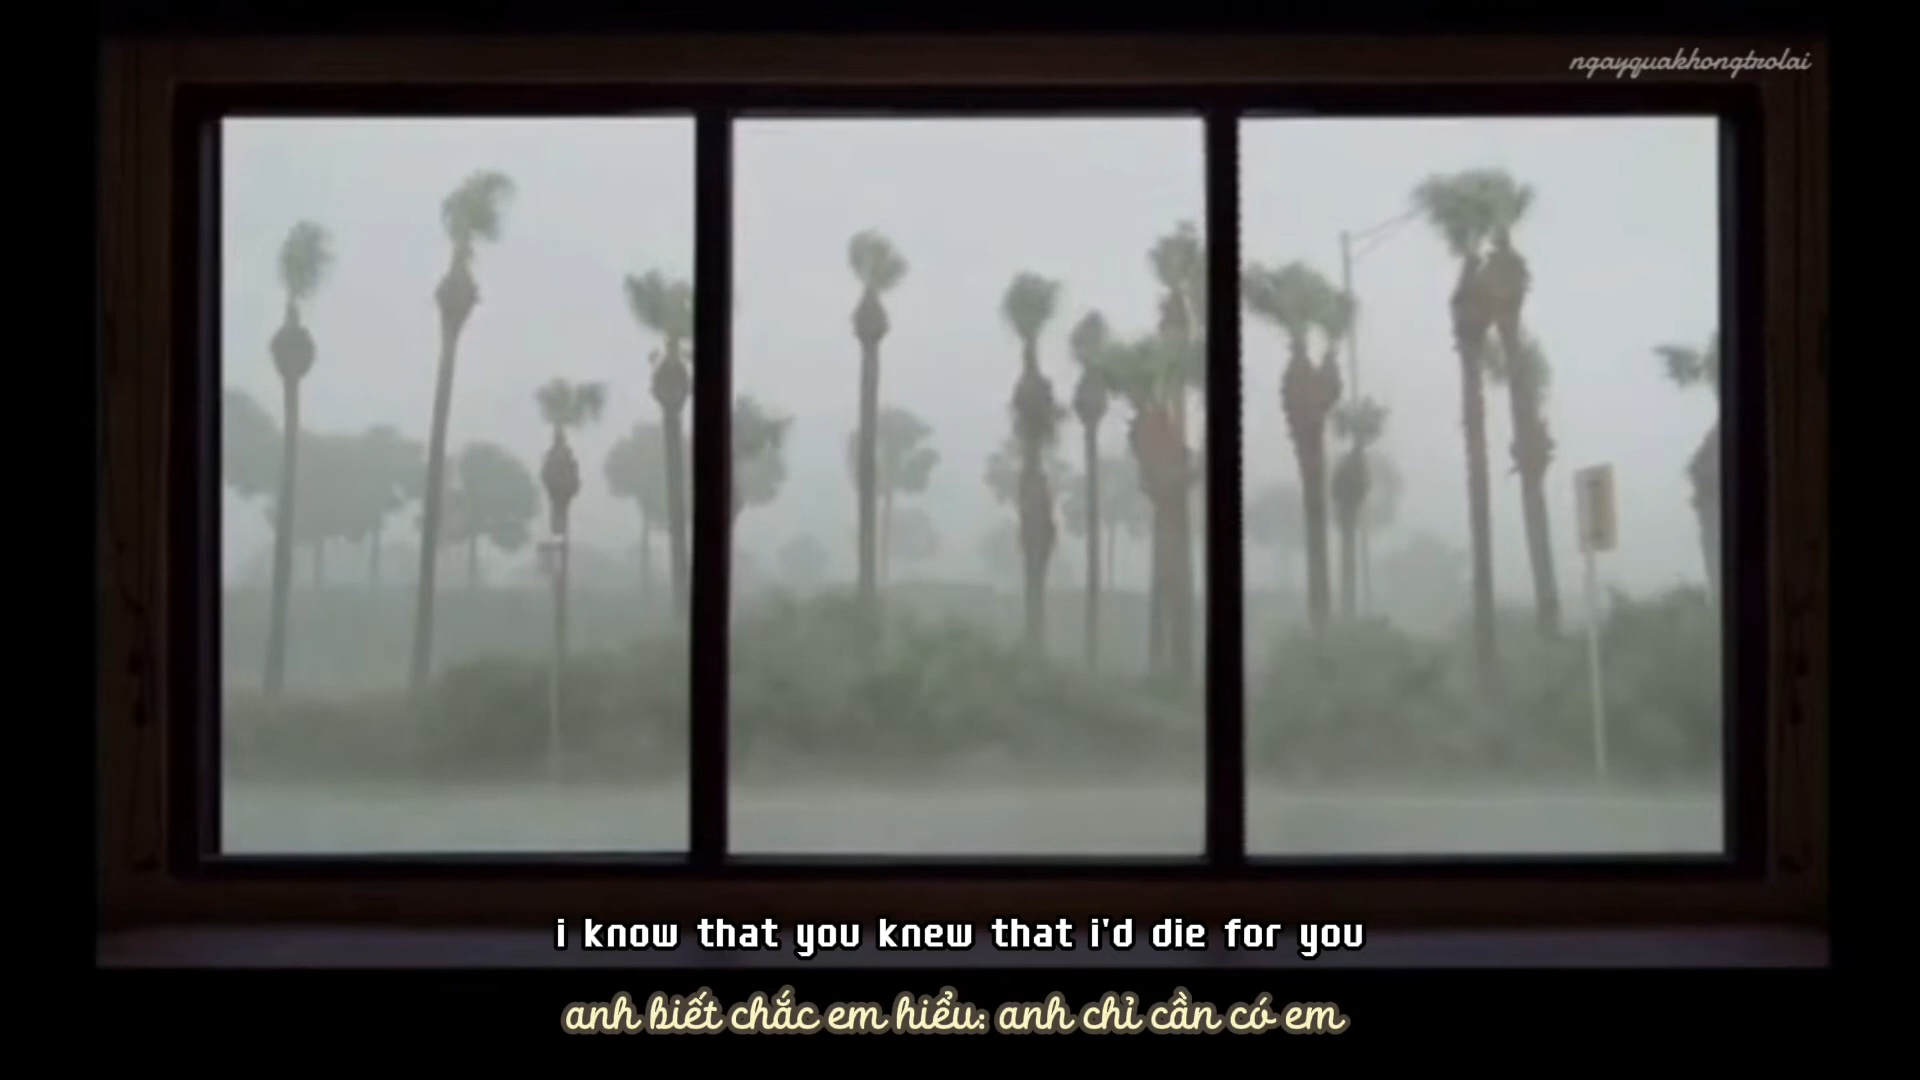 ngayquakhongtrolai
i know that you knew that i'd die for you
anh biết chắc em hiểu: anh chỉ cần có em